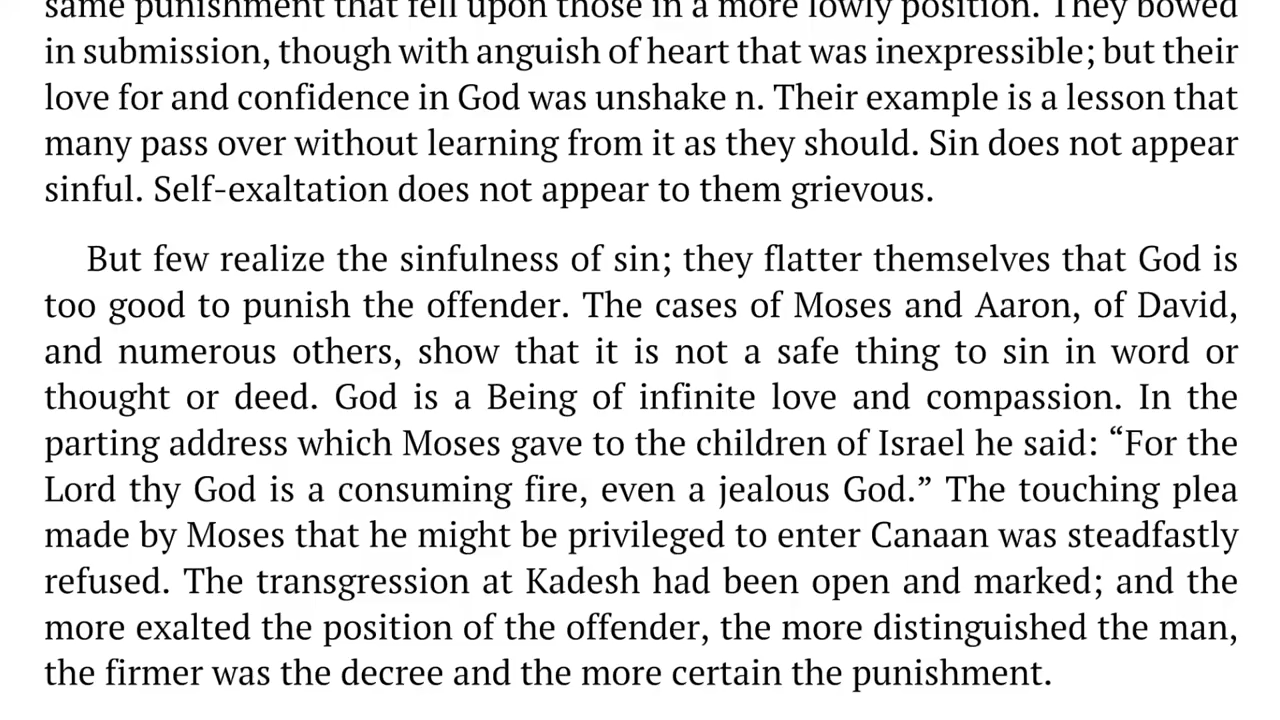 same punishment that fell upon those in a more lowly position. They bowed
in submission, though with anguish of heart that was inexpressible; but their
love for and confidence in God was unshake n. Their example is a lesson that
many pass over without learning from it as they should. Sin does not appear
sinful. Self-exaltation does not appear to them grievous.
But few realize the sinfulness of sin; they flatter themselves that God is
too good to punish the offender. The cases of Moses and Aaron, of David,
and numerous others, show that it is not a safe thing to sin in word or
thought or deed. God is a Being of infinite love and compassion. In the
parting address which Moses gave to the children of Israel he said: “For the
Lord thy God is a consuming fire, even a jealous God.” The touching plea
made by Moses that he might be privileged to enter Canaan was steadfastly
refused. The transgression at Kadesh had been open and marked; and the
more exalted the position of the offender, the more distinguished the man,
the firmer was the decree and the more certain the punishment.